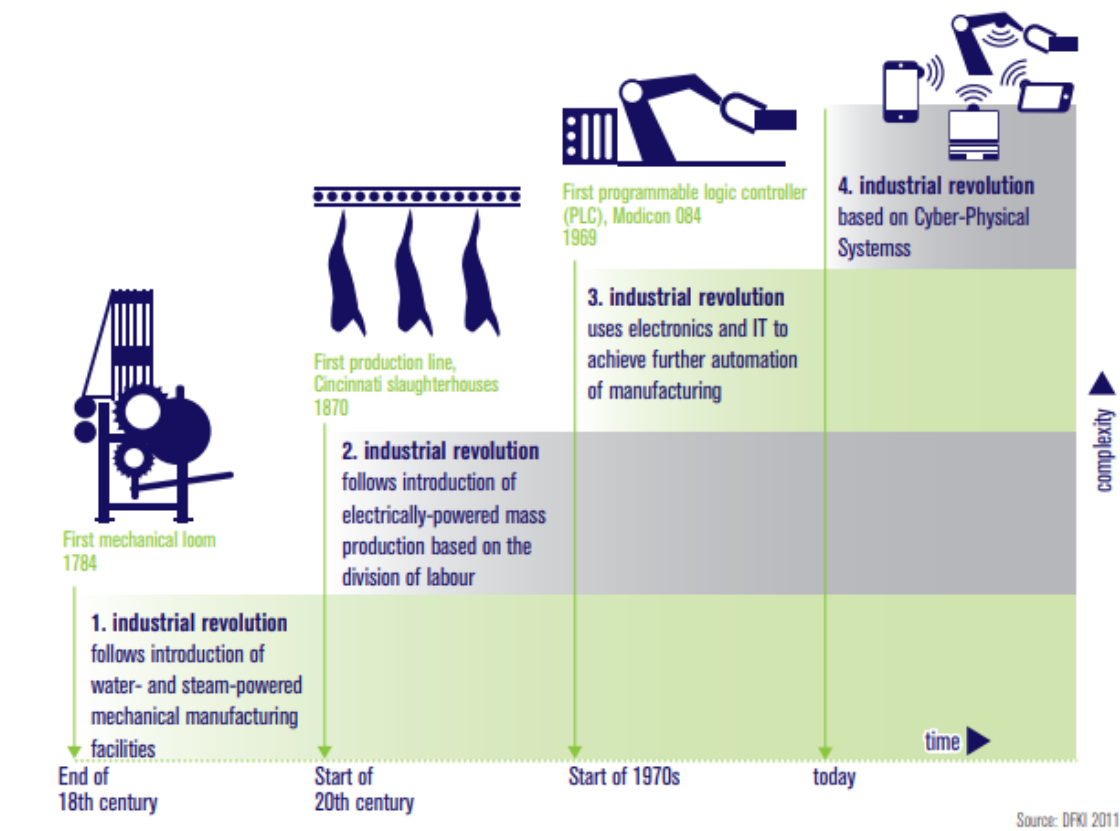 First mechanical loom
1784
1. industrial revolution
follows introduction of
water- and steam-powered
mechanical manufacturing
facilities
End of
18th century
First production line,
Cincinnati slaughterhouses
1870
2. industrial revolution
follows introduction of
electrically-powered mass
production based on the
division of labour
Start of
20th century
First programmable logic controller
(PLC), Modicon 084
1969
3. industrial revolution
uses electronics and IT to
achieve further automation
of manufacturing
Start of 1970s
4. industrial revolution
based on Cyber-Physical
Systemss
today
time
complexity
Source: DFKI 2011